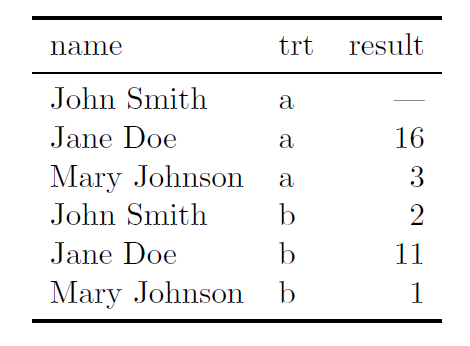 name trt result
John Smith a —
Jane Doe a 16
Mary Johnson a 3
John Smith b 2
Jane Doe b 11
Mary Johnson b 1